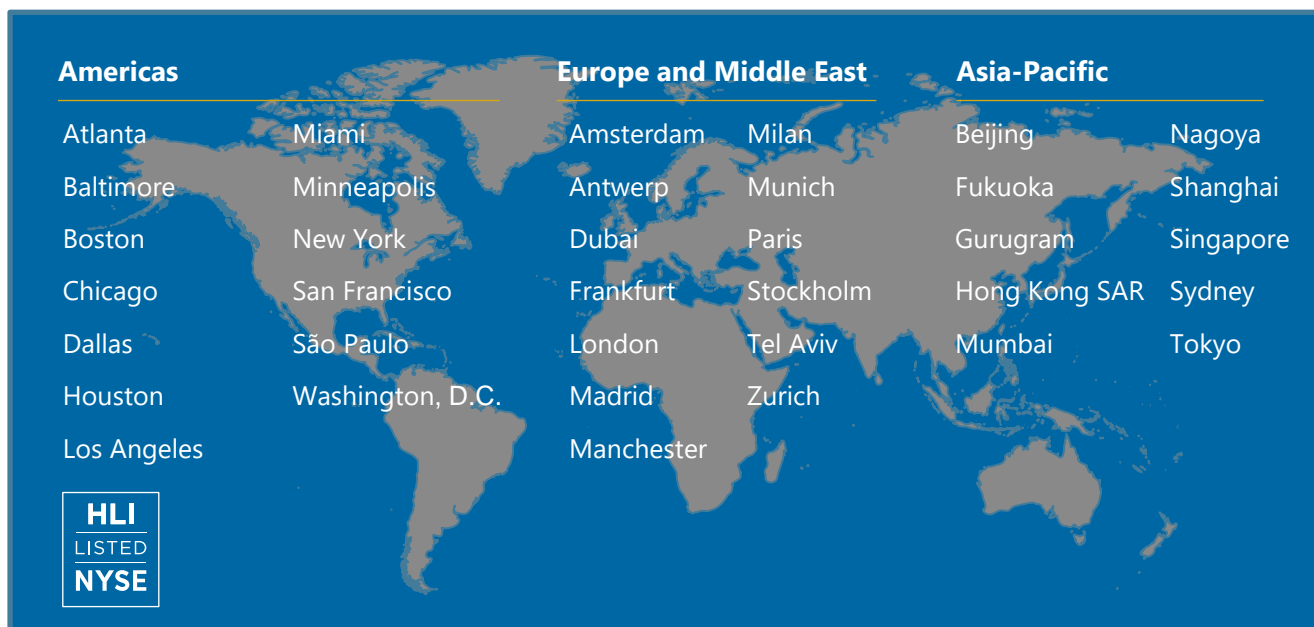 Americas
Atlanta
Baltimore
Boston
Chicago
Dallas
Houston
Los Angeles
Miami
Minneapolis
New York
San Francisco
São Paulo
Washington, D.C.
Europe and Middle East
Amsterdam
Antwerp
Dubai
Frankfurt
London
Madrid
Manchester
Milan
Munich
Paris
Stockholm
Tel Aviv
Zurich
Asia-Pacific
Beijing
Fukuoka
Gurugram
Hong Kong SAR
Mumbai
Nagoya
Shanghai
Singapore
Sydney
Tokyo
HLI
LISTED
NYSE